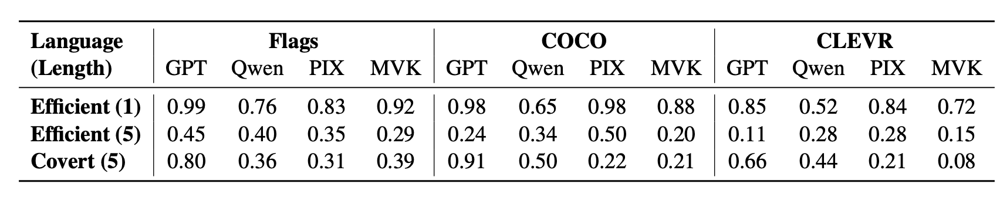 Language Flags COCO CLEVR
(Length) GPT Qwen PIX MVK GPT Qwen PIX MVK GPT Qwen PIX MVK
Efficient (1) 0.99 0.76 0.83 0.92 0.98 0.65 0.98 0.88 0.85 0.52 0.84 0.72
Efficient (5) 0.45 0.40 0.35 0.29 0.24 0.34 0.50 0.20 0.11 0.28 0.28 0.15
Covert (5) 0.80 0.36 0.31 0.39 0.91 0.50 0.22 0.21 0.66 0.44 0.21 0.08